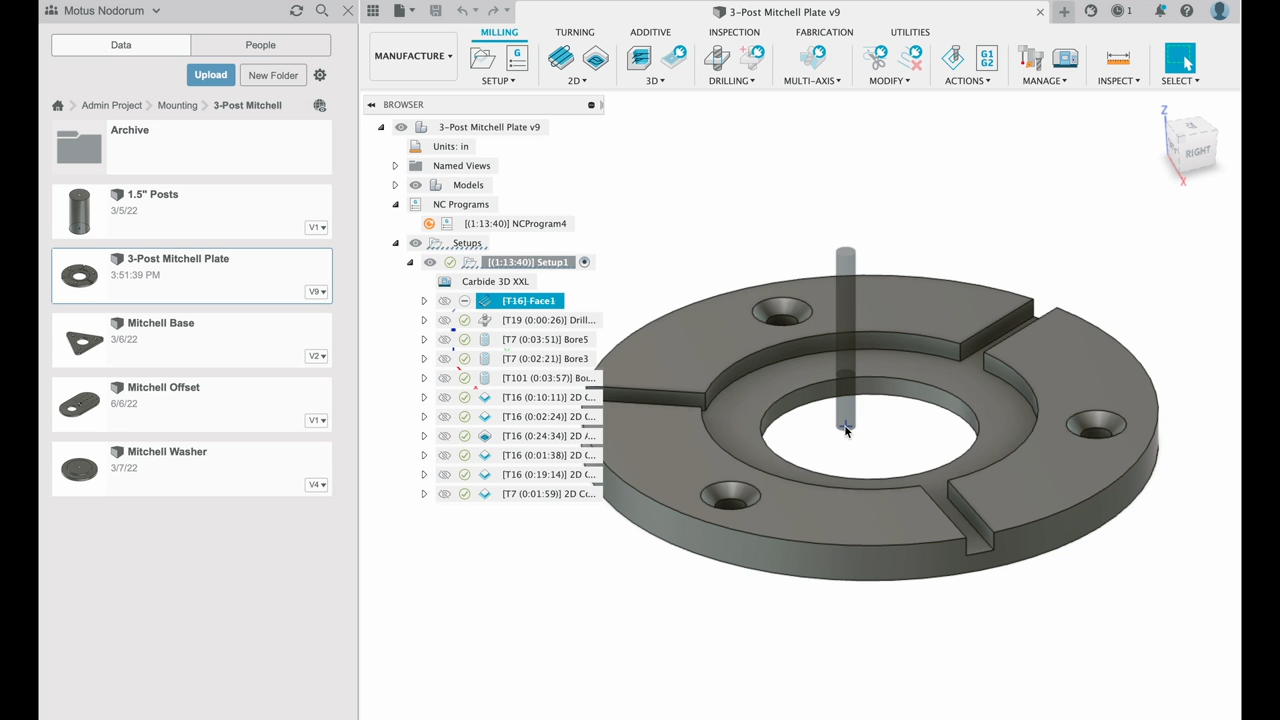 Motus Nodorum
3-Post Mitchell Plate v9
1
Data
People
Upload
New Folder
Admin Project
Mounting
3-Post Mitchell
Archive
1.5" Posts
3/5/22
V1
3-Post Mitchell Plate
3:51:39 PM
V9
Mitchell Base
3/6/22
V2
Mitchell Offset
6/6/22
V1
Mitchell Washer
3/7/22
V4
MILLING
TURNING
ADDITIVE
INSPECTION
FABRICATION
UTILITIES
MANUFACTURE
G
G1
G2
SETUP
2D
3D
DRILLING
MULTI-AXIS
MODIFY
ACTIONS
MANAGE
INSPECT
SELECT
BROWSER
3-Post Mitchell Plate v9
Units: in
Named Views
Models
NC Programs
[(1:13:40)] NCProgram4
Setups
[(1:13:40)] Setup1
Carbide 3D XXL
[T16] Face1
[T19 (0:00:26)] Drill...
[T7 (0:03:51)] Bore5
[T7 (0:02:21)] Bore3
[T101 (0:03:57)] Bo...
[T16 (0:10:11)] 2D C...
[T16 (0:02:24)] 2D C...
[T16 (0:24:34)] 2D A...
[T16 (0:01:38)] 2D C...
[T16 (0:19:14)] 2D C...
[T7 (0:01:59)] 2D Co...
Z
RIGHT
X